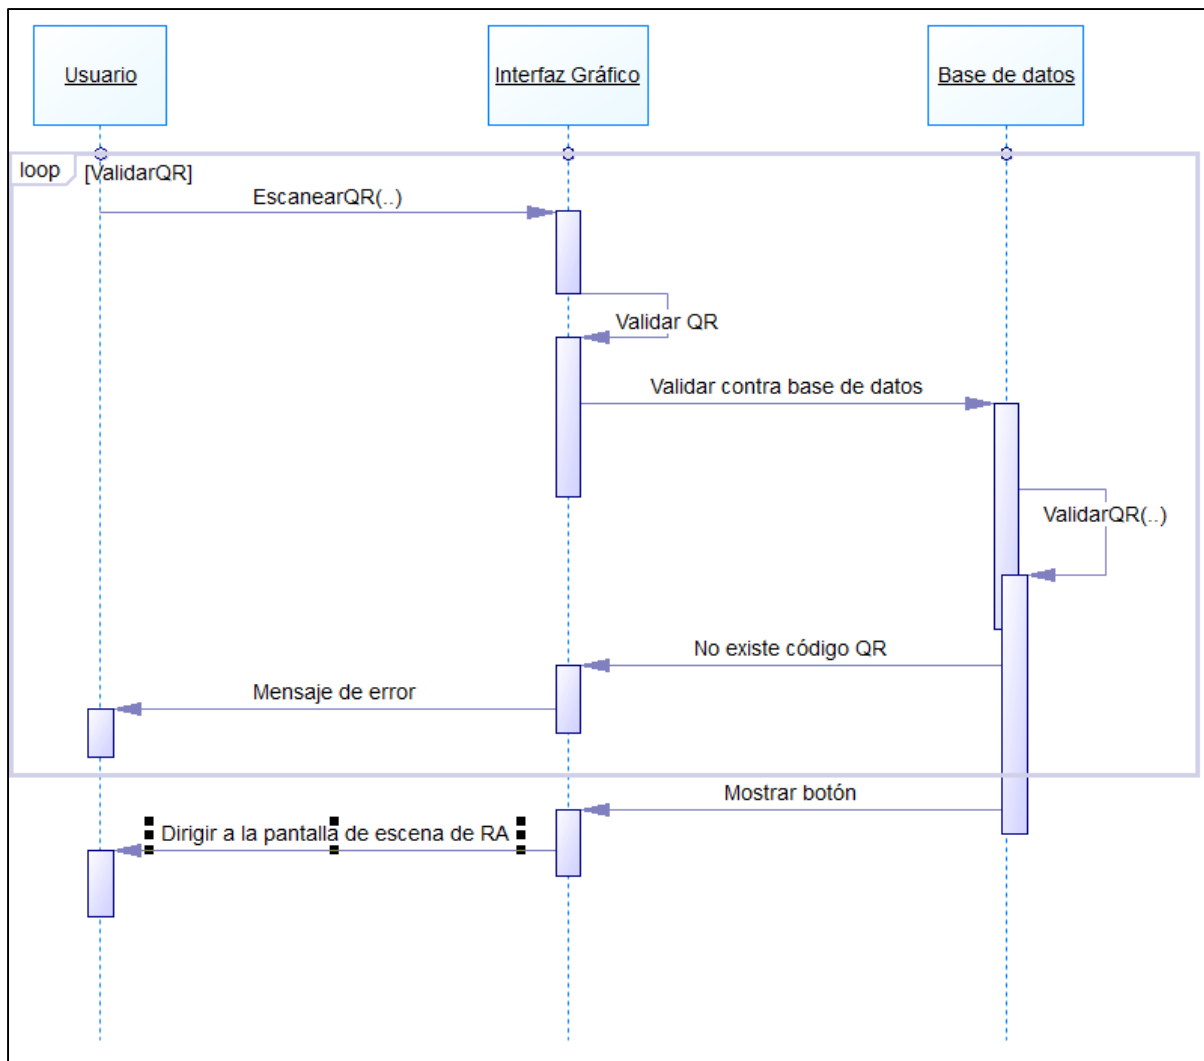 Usuario
Interfaz Gráfico
Base de datos
loop
[ValidarQR]
EscanearQR(..)
Validar QR
Validar contra base de datos
ValidarQR(..)
No existe código QR
Mensaje de error
Mostrar botón
Dirigir a la pantalla de escena de RA